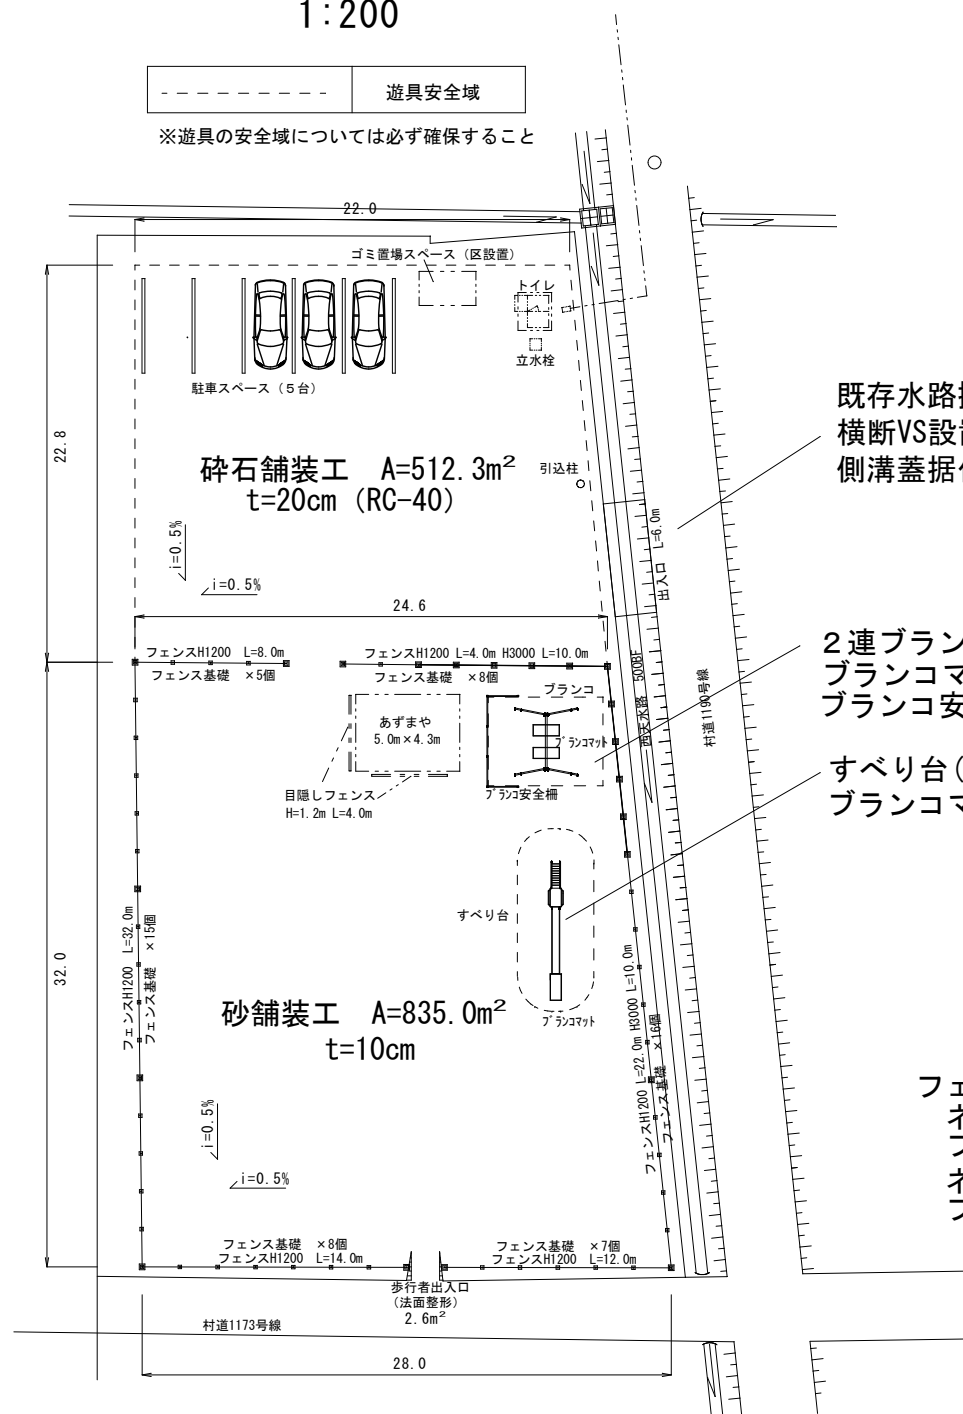 1:200
遊具安全域
※遊具の安全域については必ず確保すること
22.0
ゴミ置場スペース（区設置）
トイレ
立水栓
駐車スペース（５台）
22.8
砕石舗装工　A=512.3m²
t=20cm（RC-40）
引込柱
i=0.5%
i=0.5%
出入口　L=6.0m
既存水路
横断VS設
側溝蓋据
24.6
フェンスH1200　L=8.0m
フェンス基礎　×5個
フェンスH1200 L=4.0m H3000 L=10.0m
フェンス基礎　×8個
ブランコ
あずまや
5.0m×4.3m
ブランコマット
ブランコ安全柵
目隠しフェンス
H=1.2m L=4.0m
西天水路　500BF
村道1190号線
２連ブラン
ブランコマ
ブランコ安
すべり台(
ブランコマ
すべり台
ブランコマット
32.0
フェンスH1200　L=32.0m
フェンス基礎　×15個
砂舗装工　A=835.0m²
t=10cm
フェンスH1200 L=22.0m H3000 L=10.0m
フェンス基礎　×16個
i=0.5%
i=0.5%
フェ
ネ
フ
ネ
フ
フェンス基礎　×8個
フェンスH1200　L=14.0m
フェンス基礎　×7個
フェンスH1200　L=12.0m
歩行者出入口
（法面整形）
2.6m²
村道1173号線
28.0